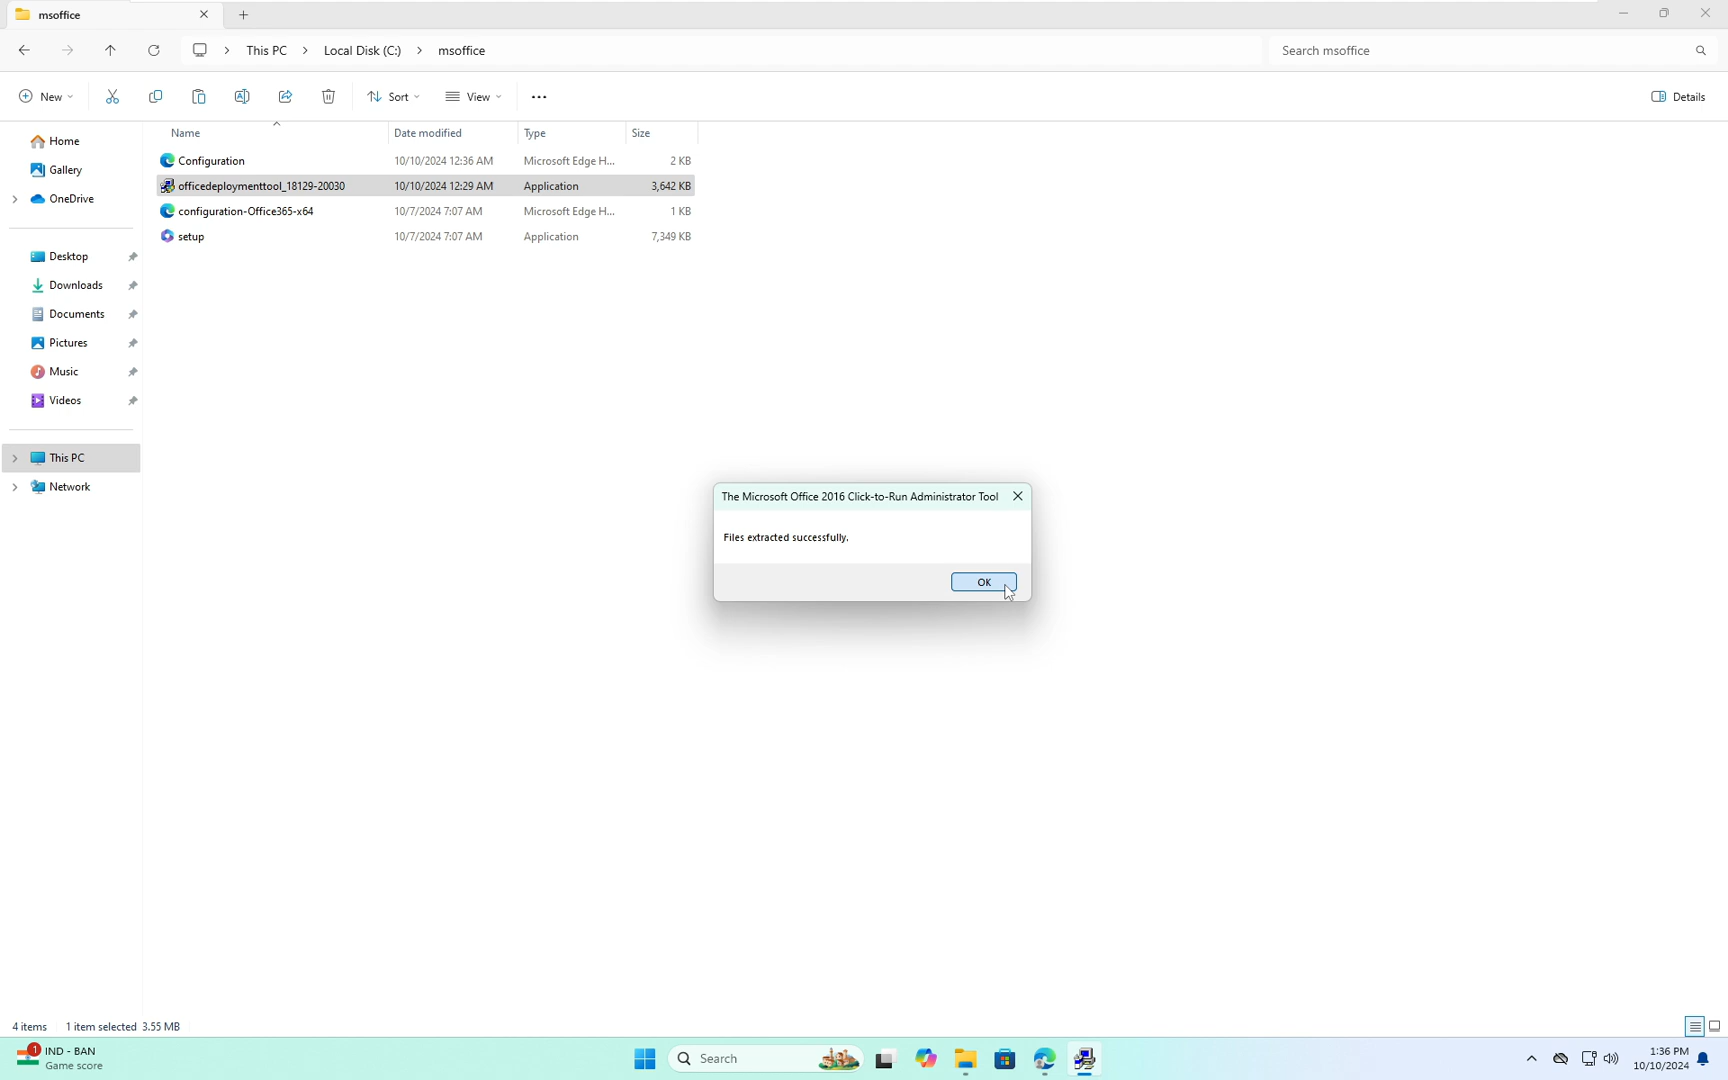 msoffice
This PC > Local Disk (C:) > msoffice
Search msoffice
New
Sort
View
Details
Name Date modified Type Size
Home
Gallery
OneDrive
Desktop
Downloads
Documents
Pictures
Music
Videos
This PC
Network
Configuration 10/10/2024 12:36 AM Microsoft Edge H... 2 KB
officedeploymenttool_18129-20030 10/10/2024 12:29 AM Application 3,642 KB
configuration-Office365-x64 10/7/2024 7:07 AM Microsoft Edge H... 1 KB
setup 10/7/2024 7:07 AM Application 7,349 KB
The Microsoft Office 2016 Click-to-Run Administrator Tool
Files extracted successfully.
OK
4 items 1 item selected 3.55 MB
1
IND - BAN
Game score
Search
1:36 PM
10/10/2024